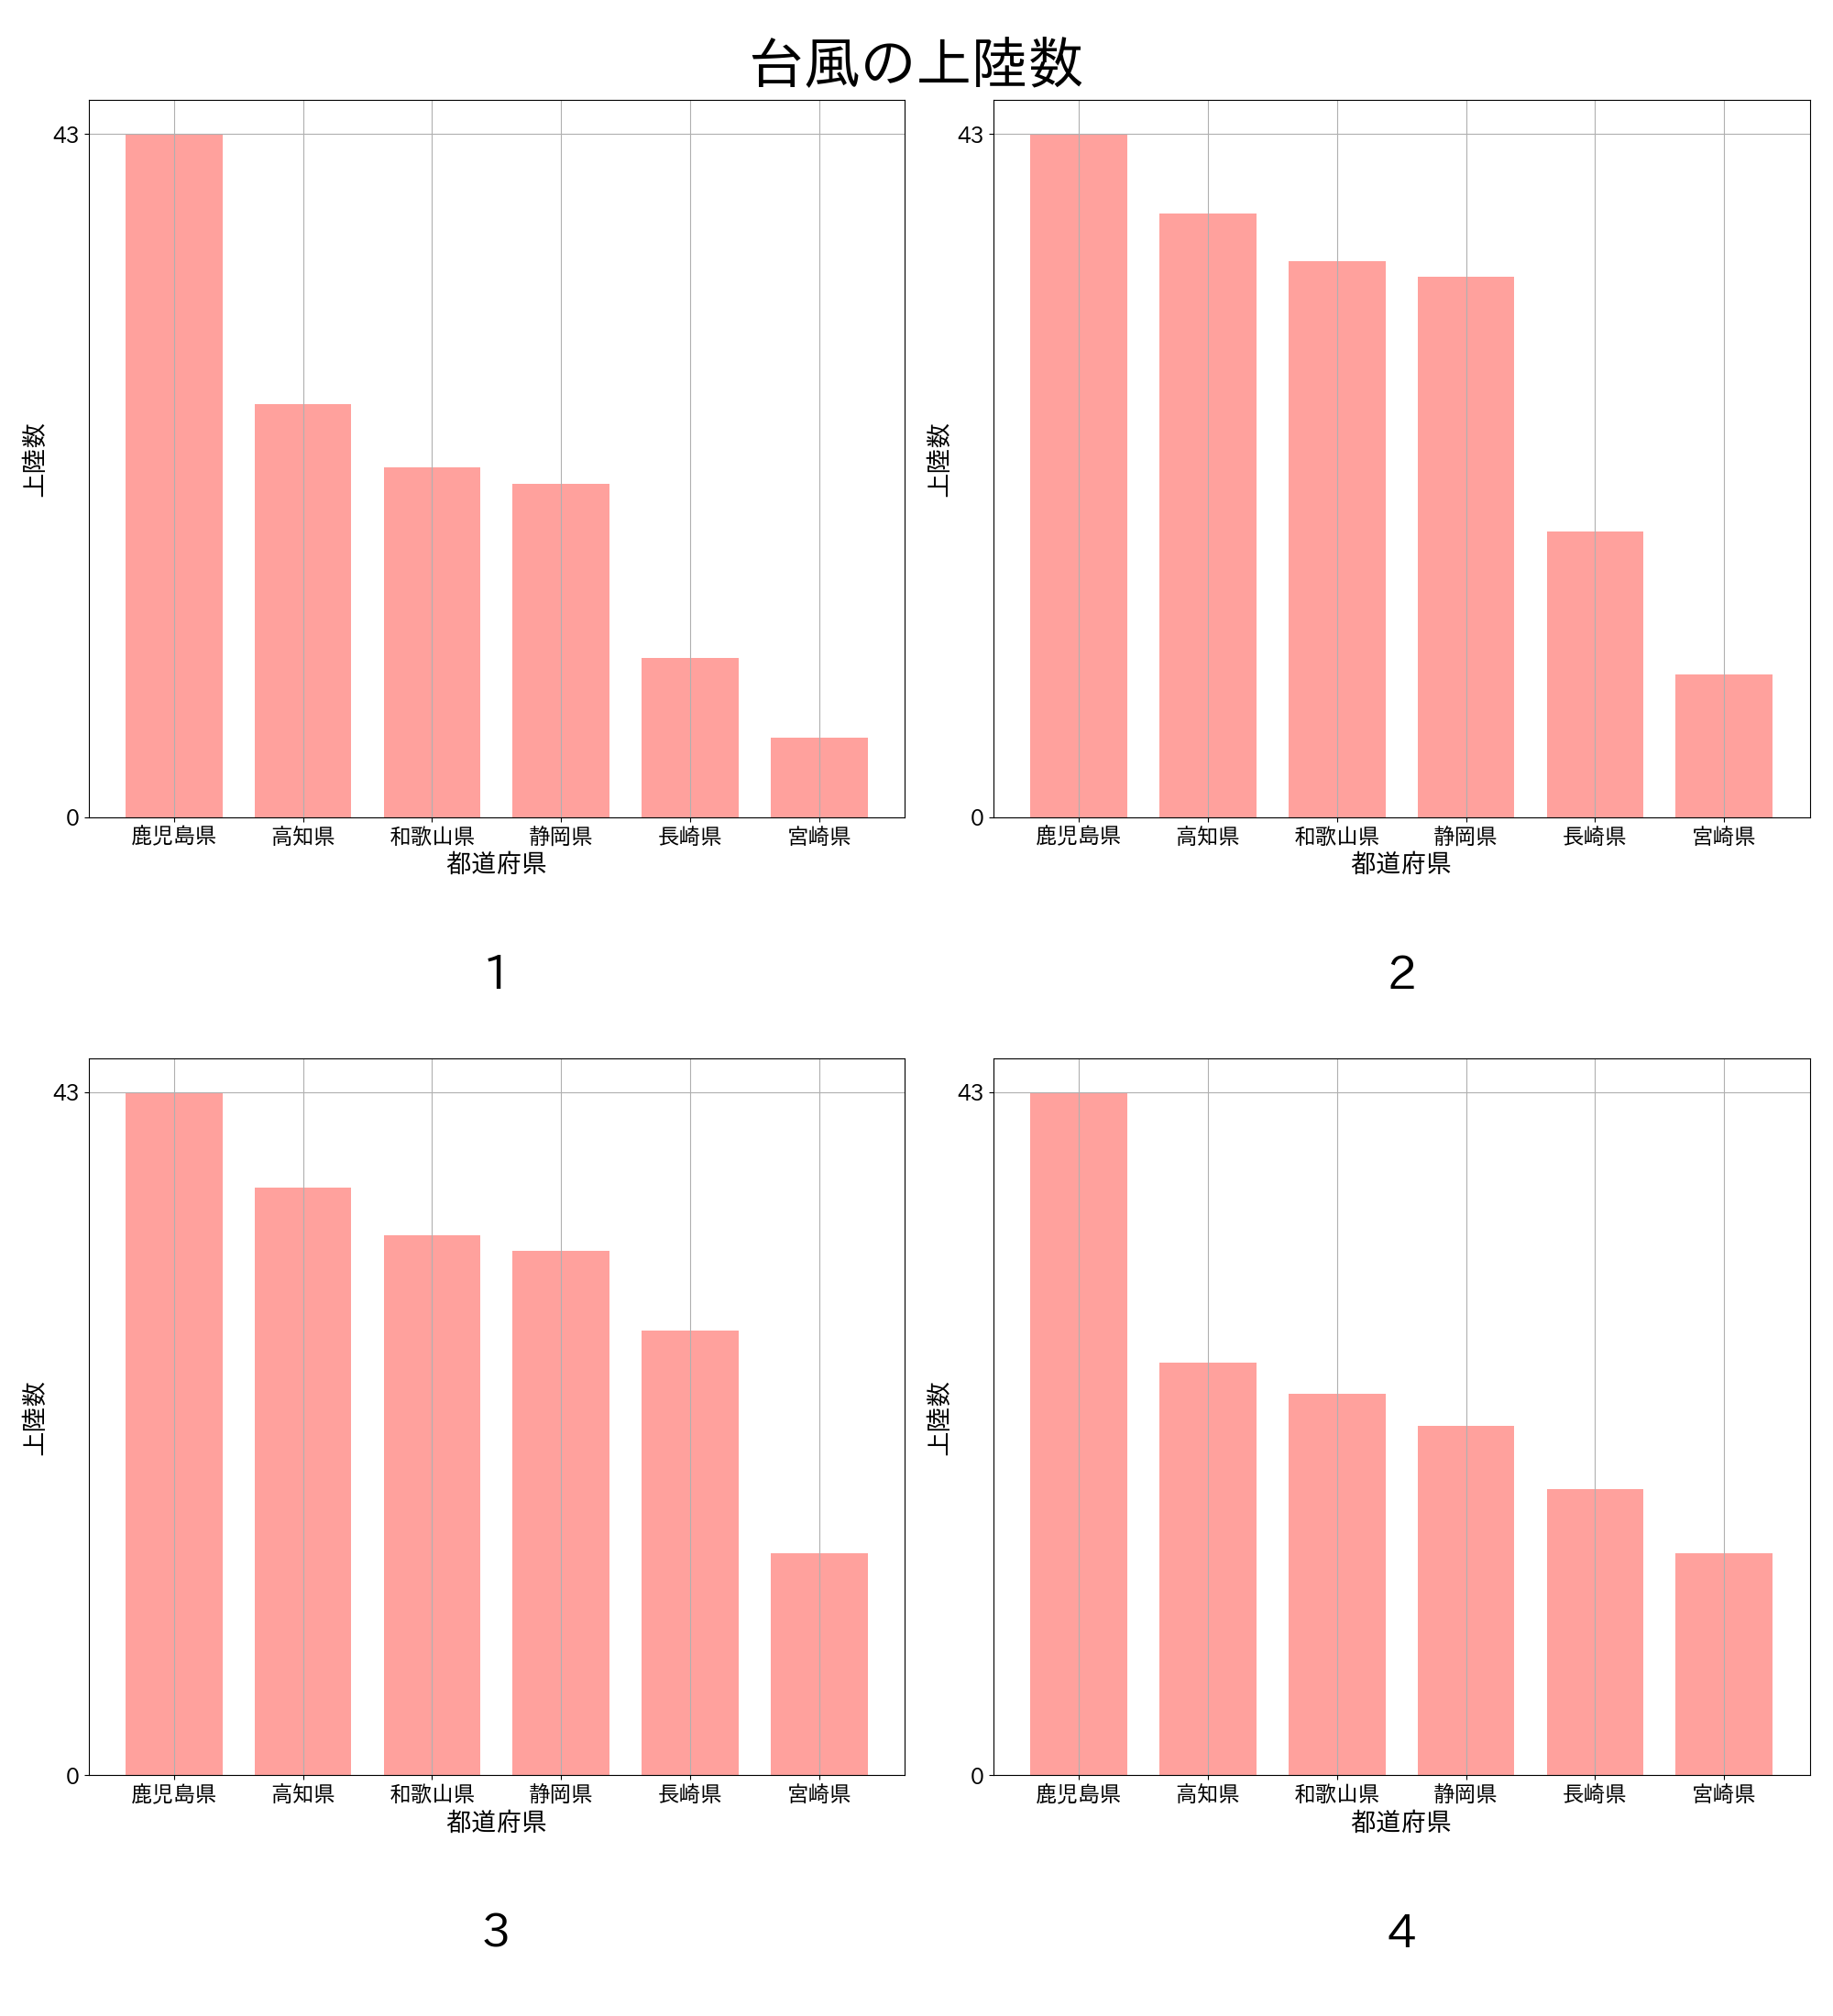 台風の上陸数
43
0
上陸数
鹿児島県 高知県 和歌山県 静岡県 長崎県 宮崎県
都道府県
1
43
0
上陸数
鹿児島県 高知県 和歌山県 静岡県 長崎県 宮崎県
都道府県
2
43
0
上陸数
鹿児島県 高知県 和歌山県 静岡県 長崎県 宮崎県
都道府県
3
43
0
上陸数
鹿児島県 高知県 和歌山県 静岡県 長崎県 宮崎県
都道府県
4